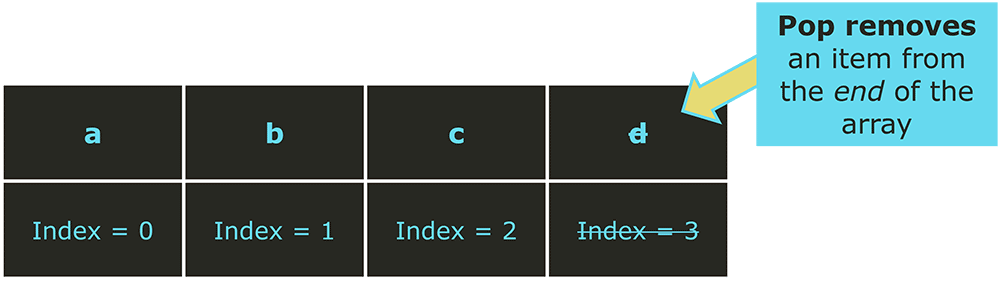 Pop removes
an item from
the end of the
array
a b c d
Index = 0 Index = 1 Index = 2 Index = 3